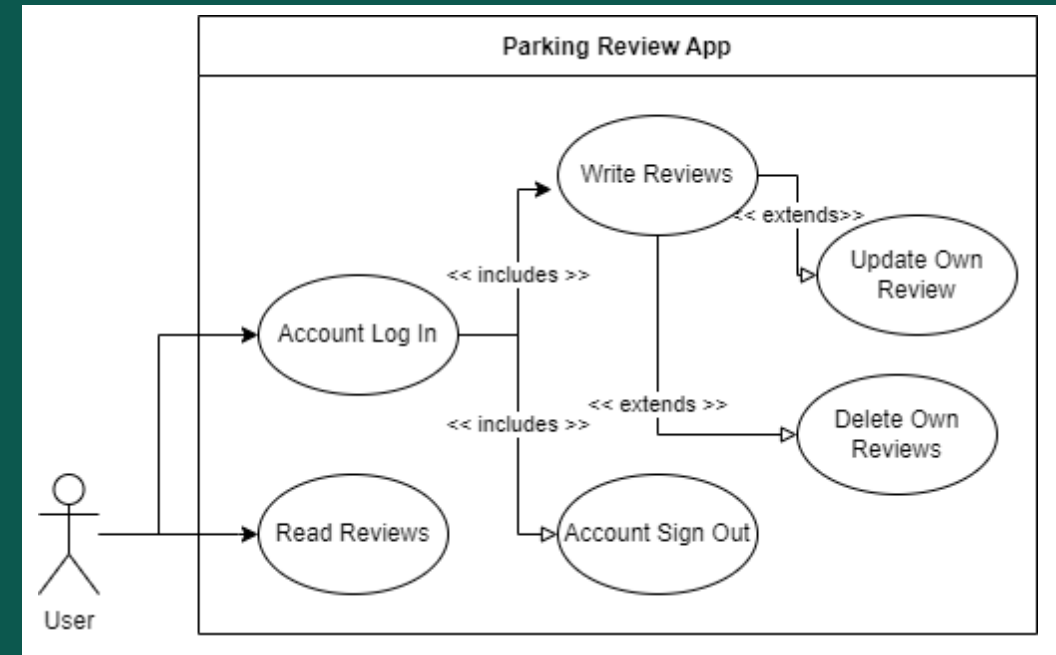 Parking Review App
Write Reviews
<< extends>>
Update Own
Review
<< includes >>
Account Log In
<< extends >>
Delete Own
Reviews
<< includes >>
Read Reviews
Account Sign Out
User